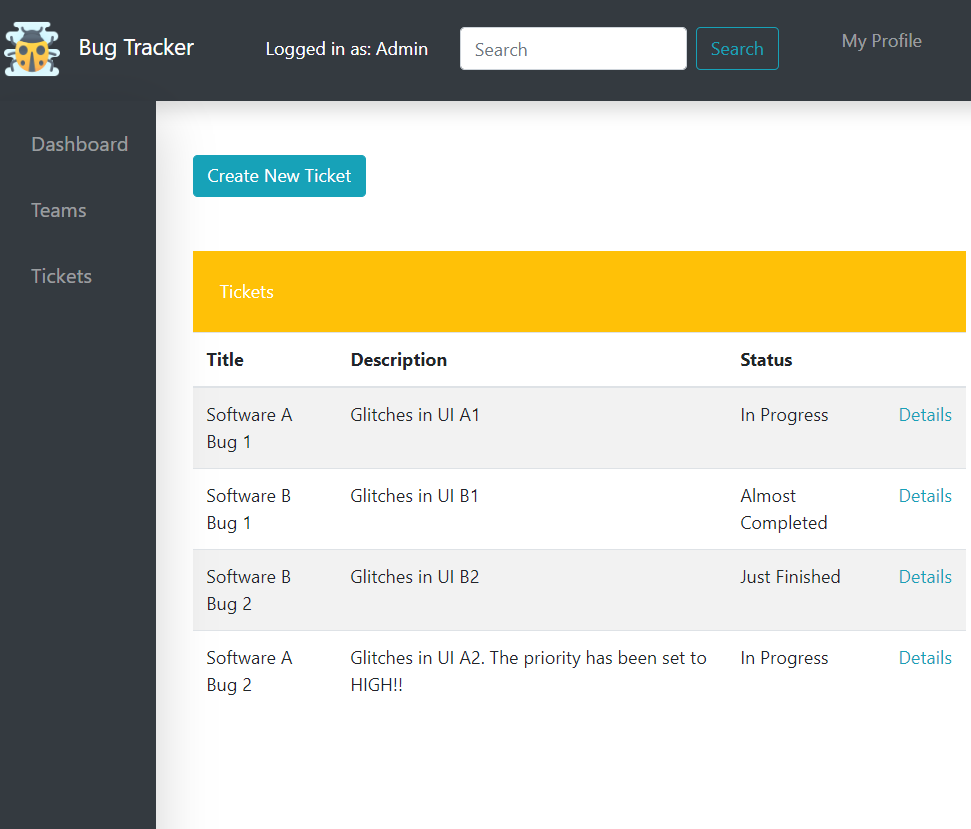 Bug Tracker
Logged in as: Admin
Search
Search
My Profile
Dashboard
Teams
Tickets
Create New Ticket
Tickets
Title Description Status
Software A Glitches in UI A1 In Progress Details
Bug 1
Software B Glitches in UI B1 Almost Details
Bug 1 Completed
Software B Glitches in UI B2 Just Finished Details
Bug 2
Software A Glitches in UI A2. The priority has been set to In Progress Details
Bug 2 HIGH!!